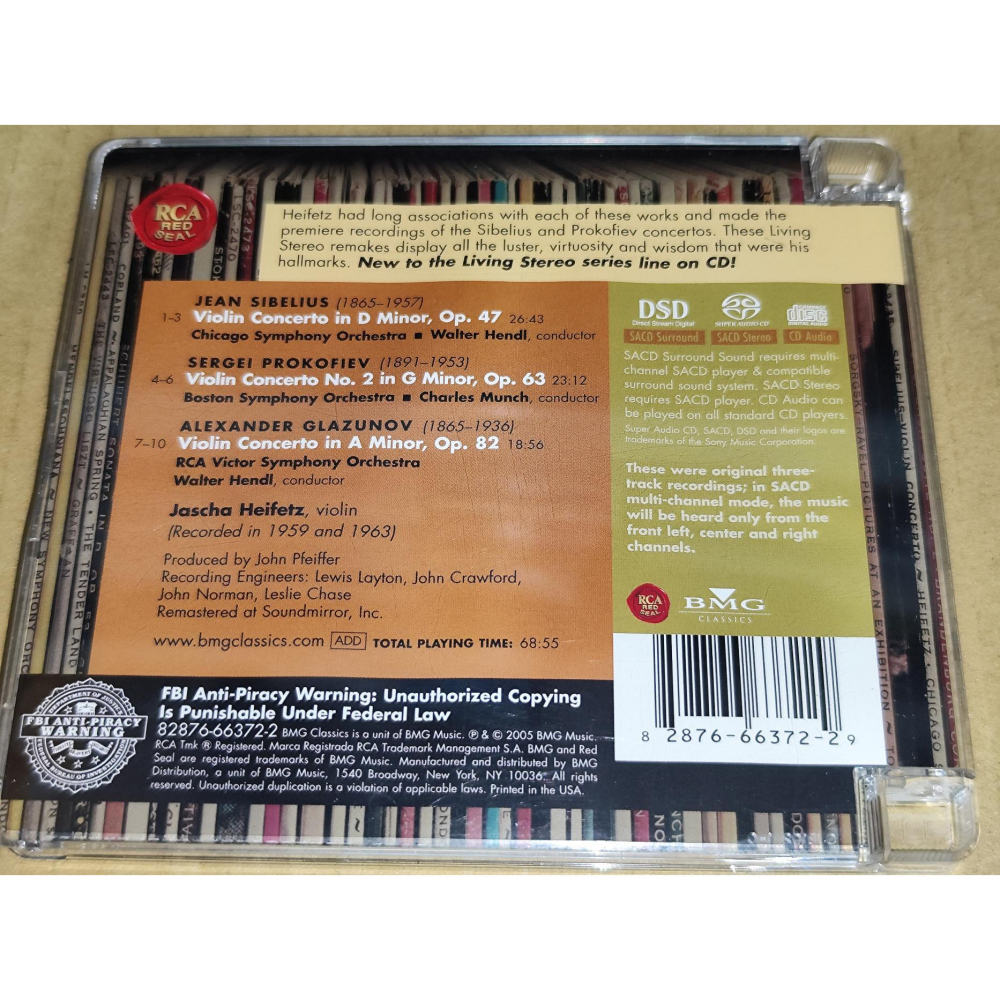 RCA
RED
SEAL
Heifetz had long associations with each of these works and made the
premiere recordings of the Sibelius and Prokofiev concertos. These Living
Stereo remakes display all the luster, virtuosity and wisdom that were his
hallmarks. New to the Living Stereo series line on CD!
JEAN SIBELIUS (1865–1957)
1–3 Violin Concerto in D Minor, Op. 47 26:43
Chicago Symphony Orchestra ■ Walter Hendl, conductor
SERGEI PROKOFIEV (1891–1953)
4–6 Violin Concerto No. 2 in G Minor, Op. 63 23:12
Boston Symphony Orchestra ■ Charles Munch, conductor
ALEXANDER GLAZUNOV (1865–1936)
7–10 Violin Concerto in A Minor, Op. 82 18:56
RCA Victor Symphony Orchestra
Walter Hendl, conductor
Jascha Heifetz, violin
(Recorded in 1959 and 1963)
Produced by John Pfeiffer
Recording Engineers: Lewis Layton, John Crawford,
John Norman, Leslie Chase
Remastered at Soundmirror, Inc.
www.bmgclassics.com ADD TOTAL PLAYING TIME: 68:55
DSD
Direct Stream Digital
SUPER AUDIO CD
COMPACT
disc
DIGITAL AUDIO
SACD Surround SACD Stereo CD Audio
SACD Surround Sound requires multi-
channel SACD player & compatible
surround sound system. SACD Stereo
requires SACD player. CD Audio can
be played on all standard CD players.
Super Audio CD, SACD, DSD and their logos are
trademarks of the Sony Music Corporation.
These were original three-
track recordings; in SACD
multi-channel mode, the music
will be heard only from the
front left, center and right
channels.
RCA
RED
SEAL
BMG
CLASSICS
8 2876-66372-2 9
FBI ANTI-PIRACY
WARNING
FBI Anti-Piracy Warning: Unauthorized Copying
Is Punishable Under Federal Law
82876-66372-2 BMG Classics is a unit of BMG Music. ℗ & © 2005 BMG Music.
RCA Tmk ® Registered. Marca Registrada RCA Trademark Management S.A. BMG and Red
Seal are registered trademarks of BMG Music. Manufactured and distributed by BMG
Distribution, a unit of BMG Music, 1540 Broadway, New York, NY 10036. All rights
reserved. Unauthorized duplication is a violation of applicable laws. Printed in the USA.